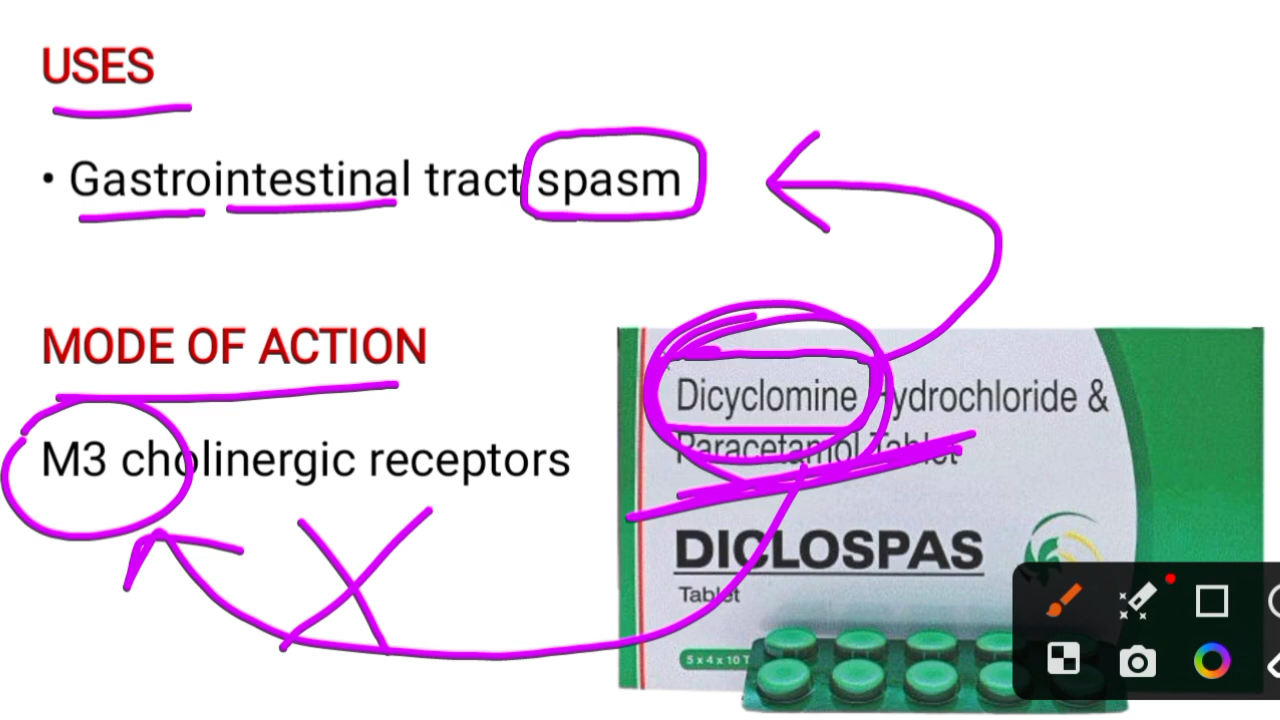 USES
• Gastrointestinal tract spasm
MODE OF ACTION
M3 cholinergic receptors
Dicyclomine Hydrochloride &
Paracetamol Tablet
DICLOSPAS
Tablet
5 x 4 x 10 T